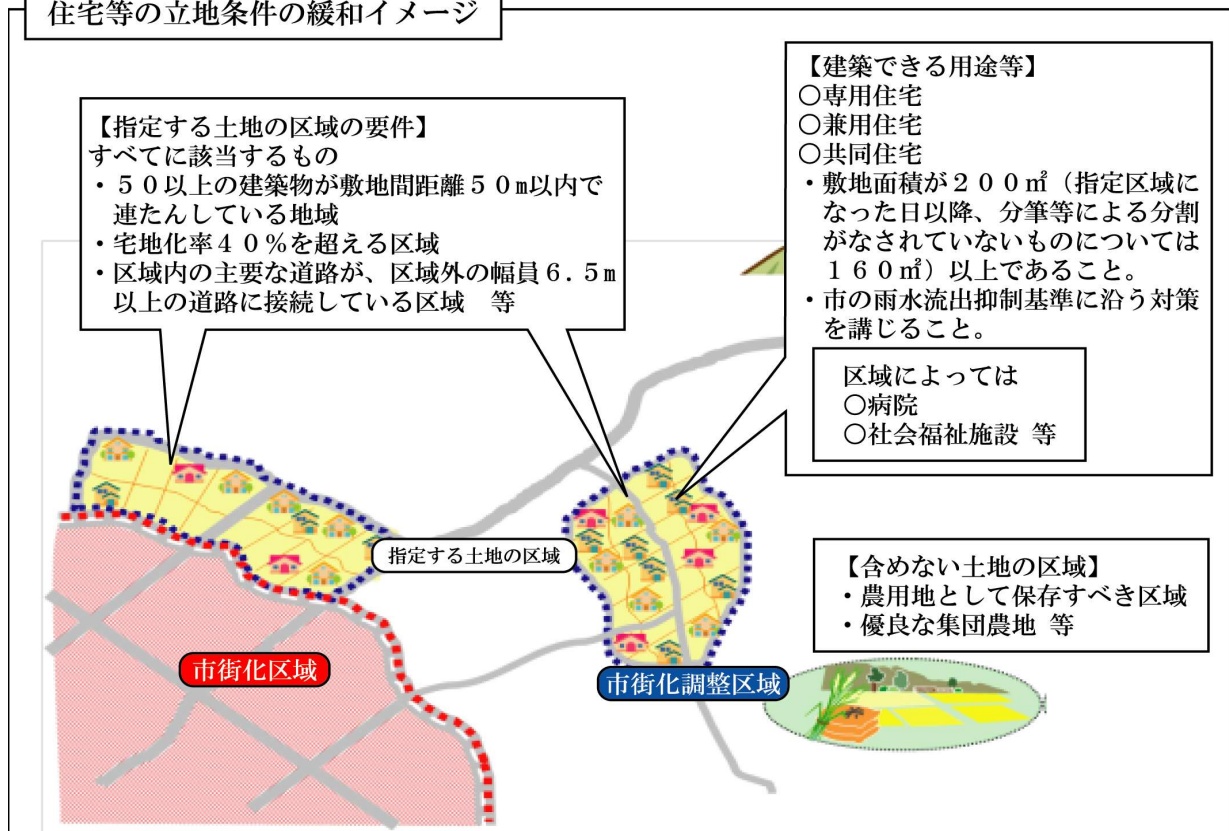 住宅等の立地条件の緩和イメージ
【指定する土地の区域の要件】
すべてに該当するもの
・５０以上の建築物が敷地間距離５０ｍ以内で
連たんしている地域
・宅地化率４０％を超える区域
・区域内の主要な道路が、区域外の幅員６.５ｍ
以上の道路に接続している区域　等
【建築できる用途等】
○専用住宅
○兼用住宅
○共同住宅
・敷地面積が２００㎡（指定区域に
なった日以降、分筆等による分割
がなされていないものについては
１６０㎡）以上であること。
・市の雨水流出抑制基準に沿う対策
を講じること。
区域によっては
○病院
○社会福祉施設 等
指定する土地の区域
【含めない土地の区域】
・農用地として保存すべき区域
・優良な集団農地 等
市街化区域
市街化調整区域